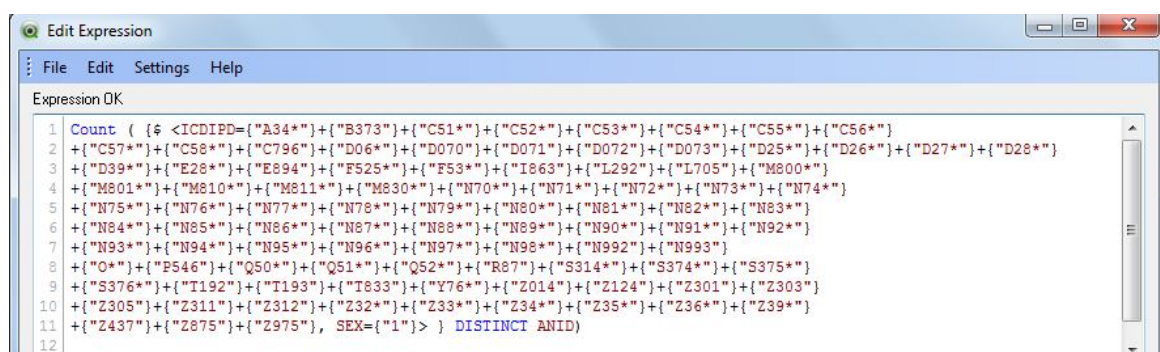 Edit Expression
File Edit Settings Help
Expression OK
1 Count ( {$ <ICDIPD={"A34*"}+{"B373"}+{"C51*"}+{"C52*"}+{"C53*"}+{"C54*"}+{"C55*"}+{"C56*"}
2 +{"C57*"}+{"C58*"}+{"C796"}+{"D06*"}+{"D070"}+{"D071"}+{"D072"}+{"D073"}+{"D25*"}+{"D26*"}+{"D27*"}+{"D28*"}
3 +{"D39*"}+{"E28*"}+{"E894"}+{"F525*"}+{"F53*"}+{"I863"}+{"L292"}+{"L705"}+{"M800*"}
4 +{"M801*"}+{"M810*"}+{"M811*"}+{"M830*"}+{"N70*"}+{"N71*"}+{"N72*"}+{"N73*"}+{"N74*"}
5 +{"N75*"}+{"N76*"}+{"N77*"}+{"N78*"}+{"N79*"}+{"N80*"}+{"N81*"}+{"N82*"}+{"N83*"}
6 +{"N84*"}+{"N85*"}+{"N86*"}+{"N87*"}+{"N88*"}+{"N89*"}+{"N90*"}+{"N91*"}+{"N92*"}
7 +{"N93*"}+{"N94*"}+{"N95*"}+{"N96*"}+{"N97*"}+{"N98*"}+{"N992"}+{"N993"}
8 +{"O*"}+{"P546"}+{"Q50*"}+{"Q51*"}+{"Q52*"}+{"R87"}+{"S314*"}+{"S374*"}+{"S375*"}
9 +{"S376*"}+{"T192"}+{"T193"}+{"T833"}+{"Y76*"}+{"Z014"}+{"Z124"}+{"Z301"}+{"Z303"}
10 +{"Z305"}+{"Z311"}+{"Z312"}+{"Z32*"}+{"Z33*"}+{"Z34*"}+{"Z35*"}+{"Z36*"}+{"Z39*"}
11 +{"Z437"}+{"Z875"}+{"Z975"}, SEX={"1"}> } DISTINCT ANID)
12